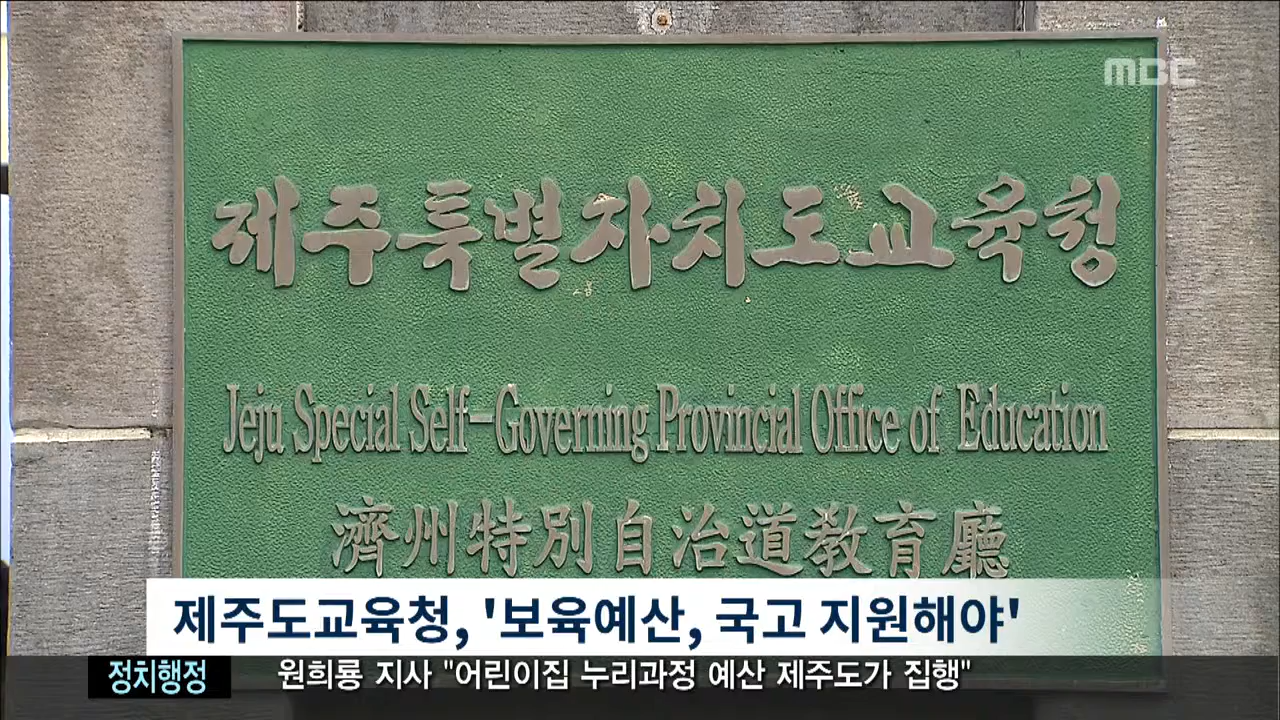 MBC
제주특별자치도교육청
Jeju Special Self-Governing Provincial Office of Education
濟州特別自治道教育廳
제주도교육청, '보육예산, 국고 지원해야'
정치행정 원희룡 지사 "어린이집 누리과정 예산 제주도가 집행"